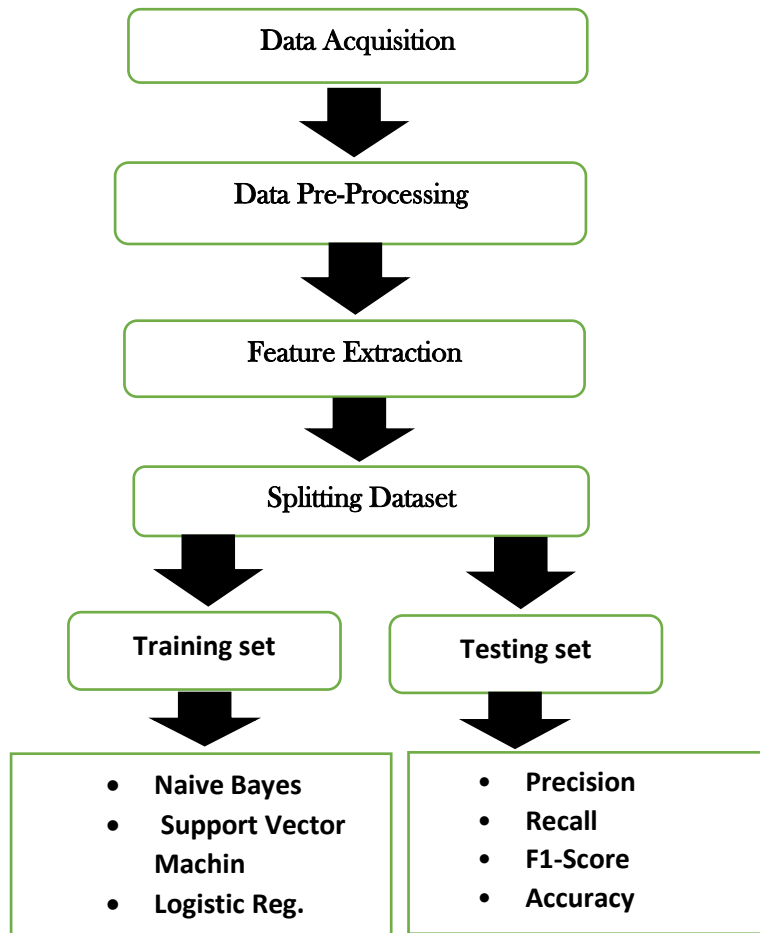 Data Acquisition
Data Pre-Processing
Feature Extraction
Splitting Dataset
Training set
Testing set
• Naive Bayes
• Support Vector
Machin
• Logistic Reg.
• Precision
• Recall
• F1-Score
• Accuracy